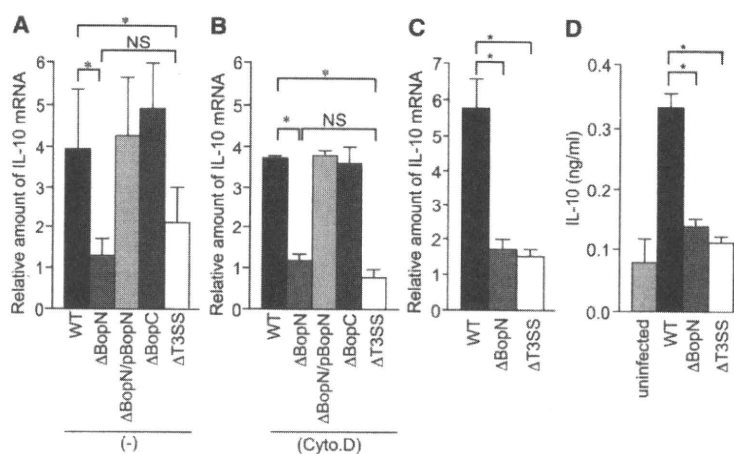 A
Relative amount of IL-10 mRNA
6
5
4
3
2
1
0
*
NS
*
WT
ΔBopN
ΔBopN/pBopN
ΔBopC
ΔT3SS
(-)
B
Relative amount of IL-10 mRNA
6
5
4
3
2
1
0
*
*
NS
WT
ΔBopN
ΔBopN/pBopN
ΔBopC
ΔT3SS
(Cyto.D)
C
Relative amount of IL-10 mRNA
7
6
5
4
3
2
1
0
*
*
WT
ΔBopN
ΔT3SS
D
IL-10 (ng/ml)
0.4
0.3
0.2
0.1
0.0
*
*
uninfected
WT
ΔBopN
ΔT3SS